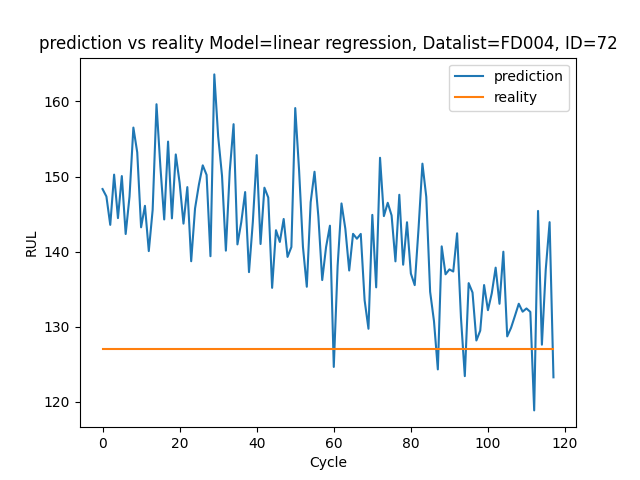 prediction vs reality Model=linear regression, Datalist=FD004, ID=72
prediction
reality
160
150
140
130
120
RUL
0 20 40 60 80 100 120
Cycle